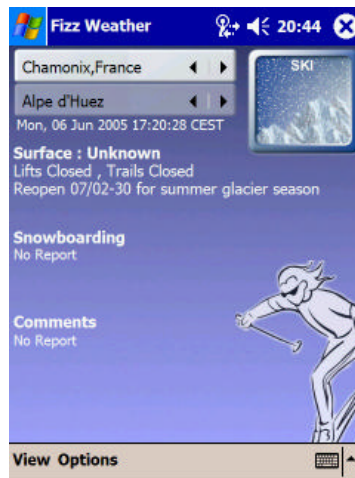 Fizz Weather 20:44
Chamonix,France
SKI
Alpe d'Huez
Mon, 06 Jun 2005 17:20:28 CEST
Surface : Unknown
Lifts Closed , Trails Closed
Reopen 07/02-30 for summer glacier season
Snowboarding
No Report
Comments
No Report
View Options